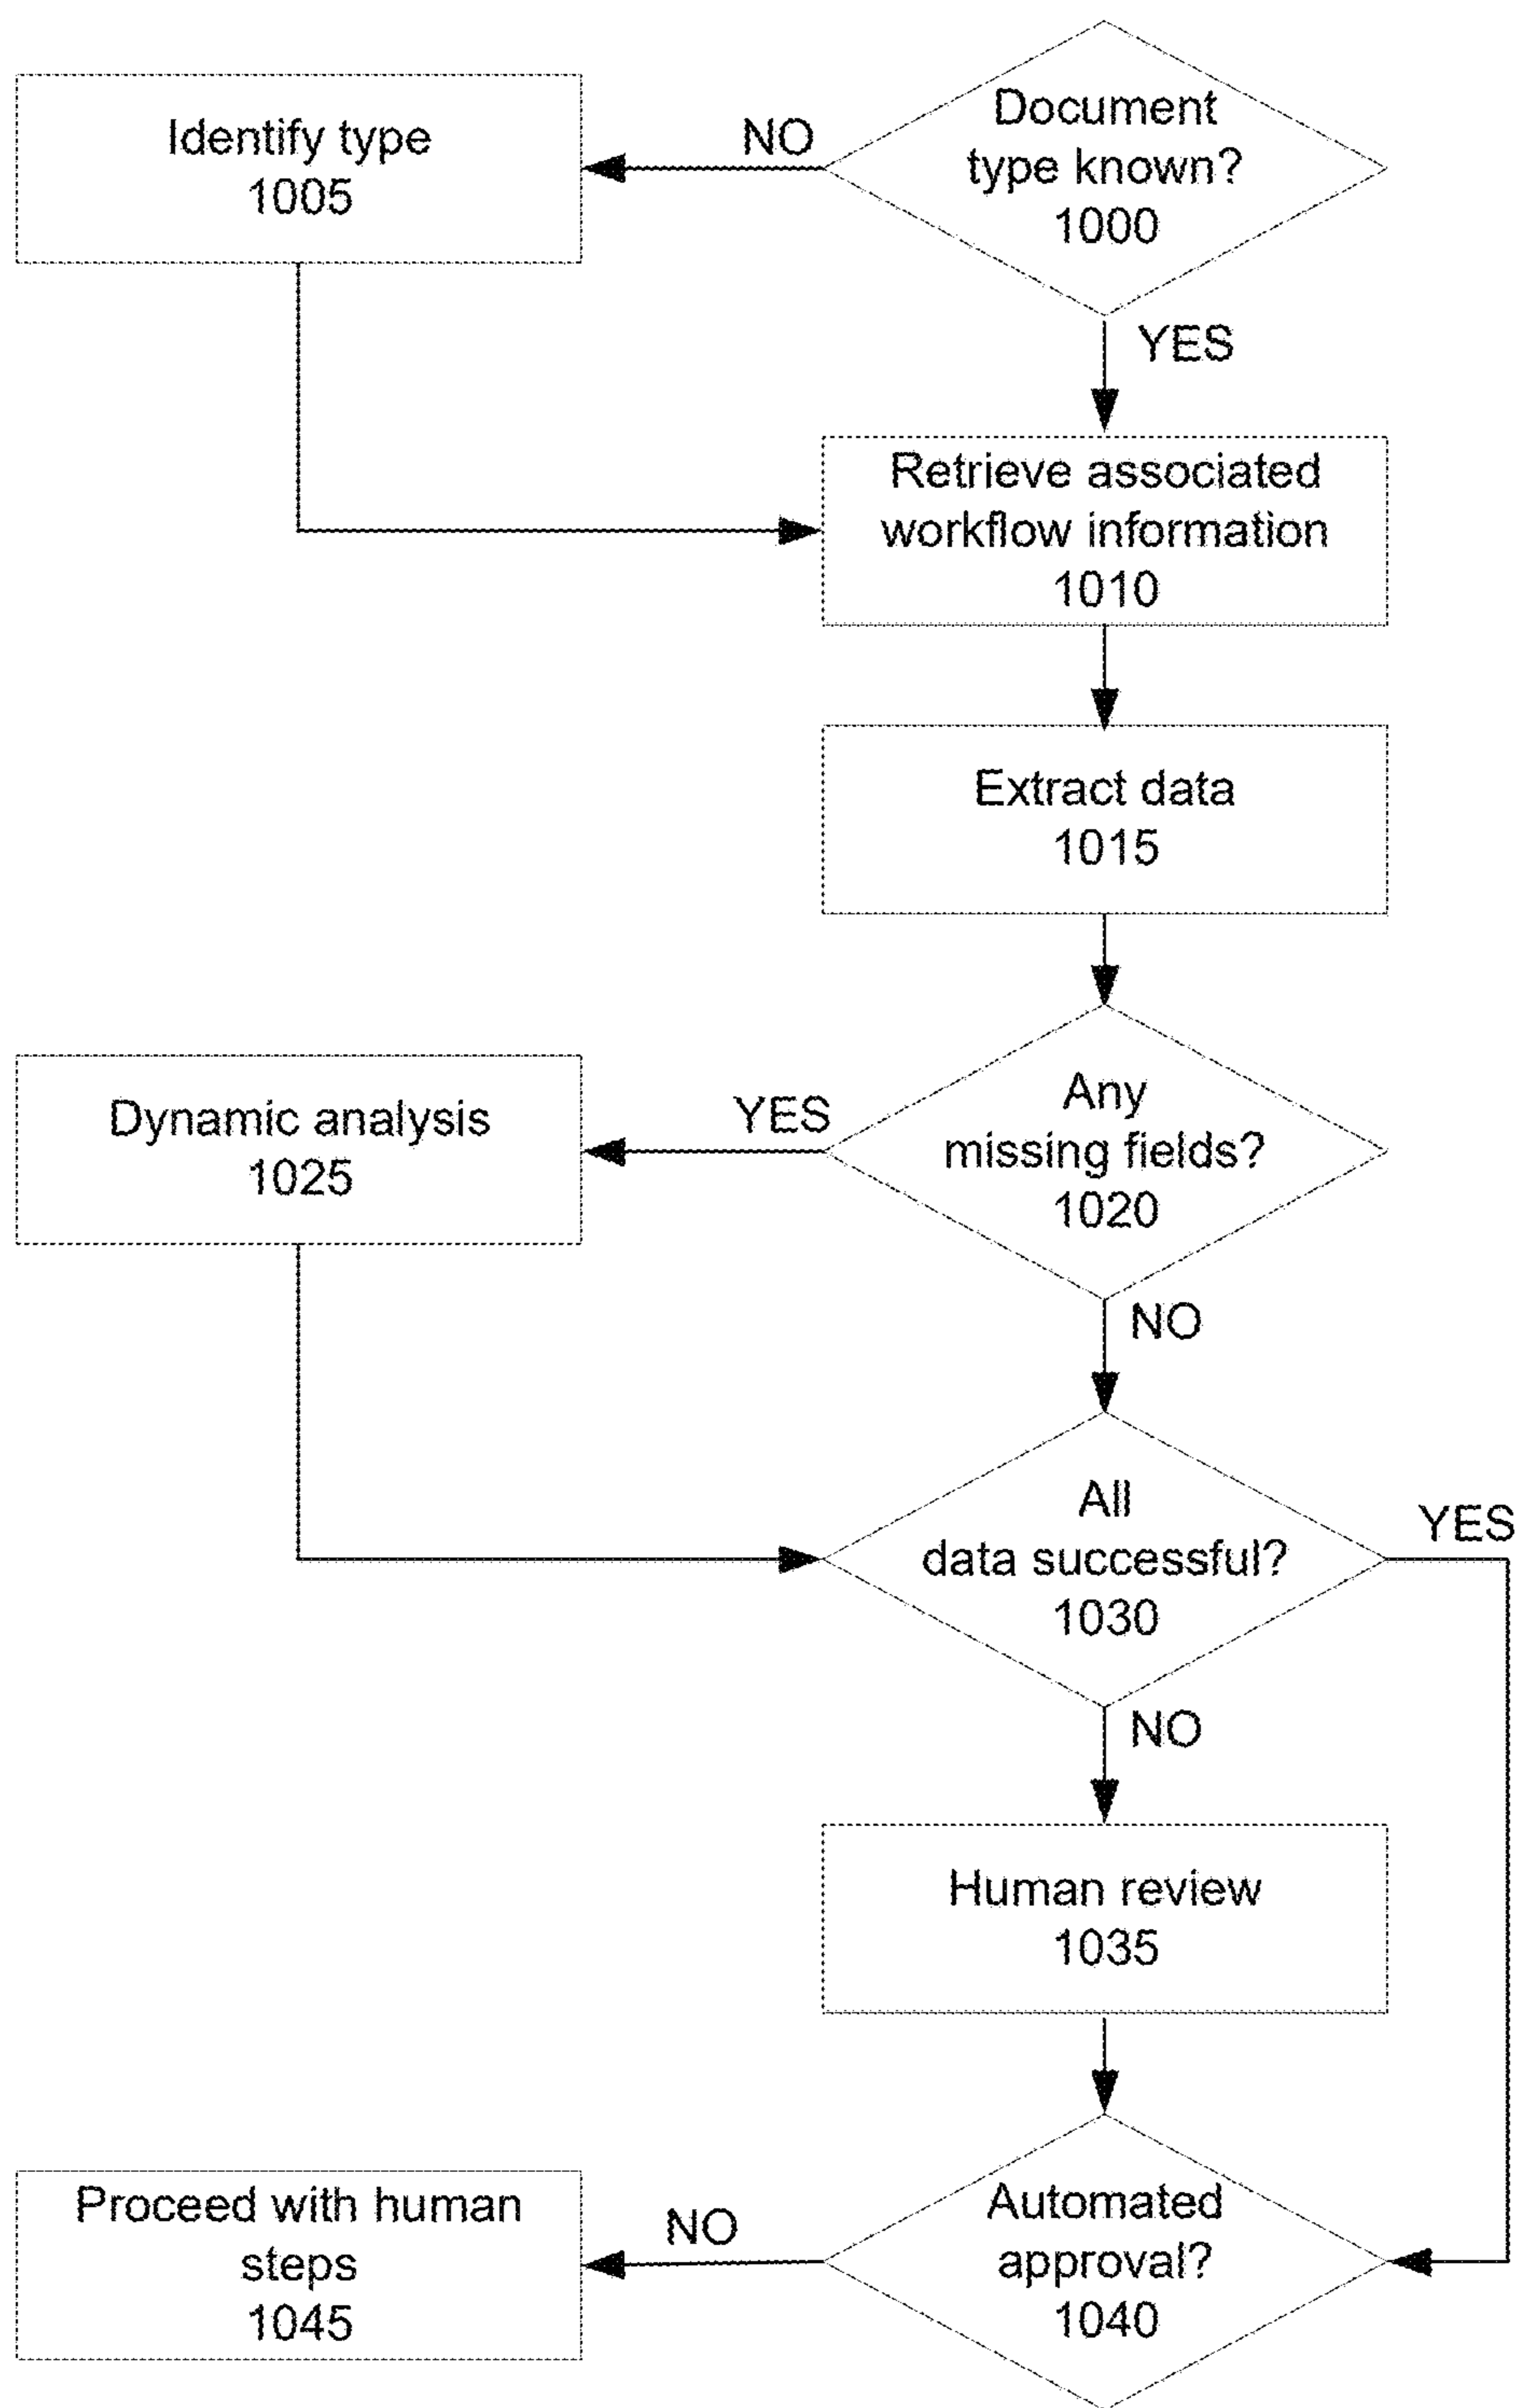 Document
type known?
1000
NO
Identify type
1005
YES
Retrieve associated
workflow information
1010
Extract data
1015
Any
missing fields?
1020
YES
Dynamic analysis
1025
NO
All
data successful?
1030
YES
NO
Human review
1035
Automated
approval?
1040
NO
Proceed with human
steps
1045